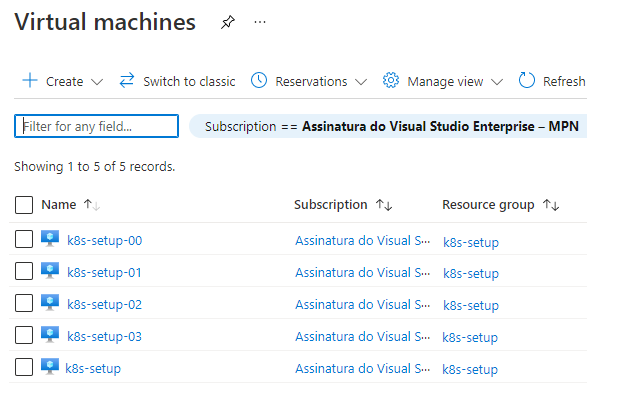 Virtual machines ...
Create Switch to classic Reservations Manage view Refresh
Filter for any field... Subscription == Assinatura do Visual Studio Enterprise – MPN
Showing 1 to 5 of 5 records.
Name Subscription Resource group
k8s-setup-00 Assinatura do Visual S··· k8s-setup
k8s-setup-01 Assinatura do Visual S··· k8s-setup
k8s-setup-02 Assinatura do Visual S··· k8s-setup
k8s-setup-03 Assinatura do Visual S··· k8s-setup
k8s-setup Assinatura do Visual S··· k8s-setup